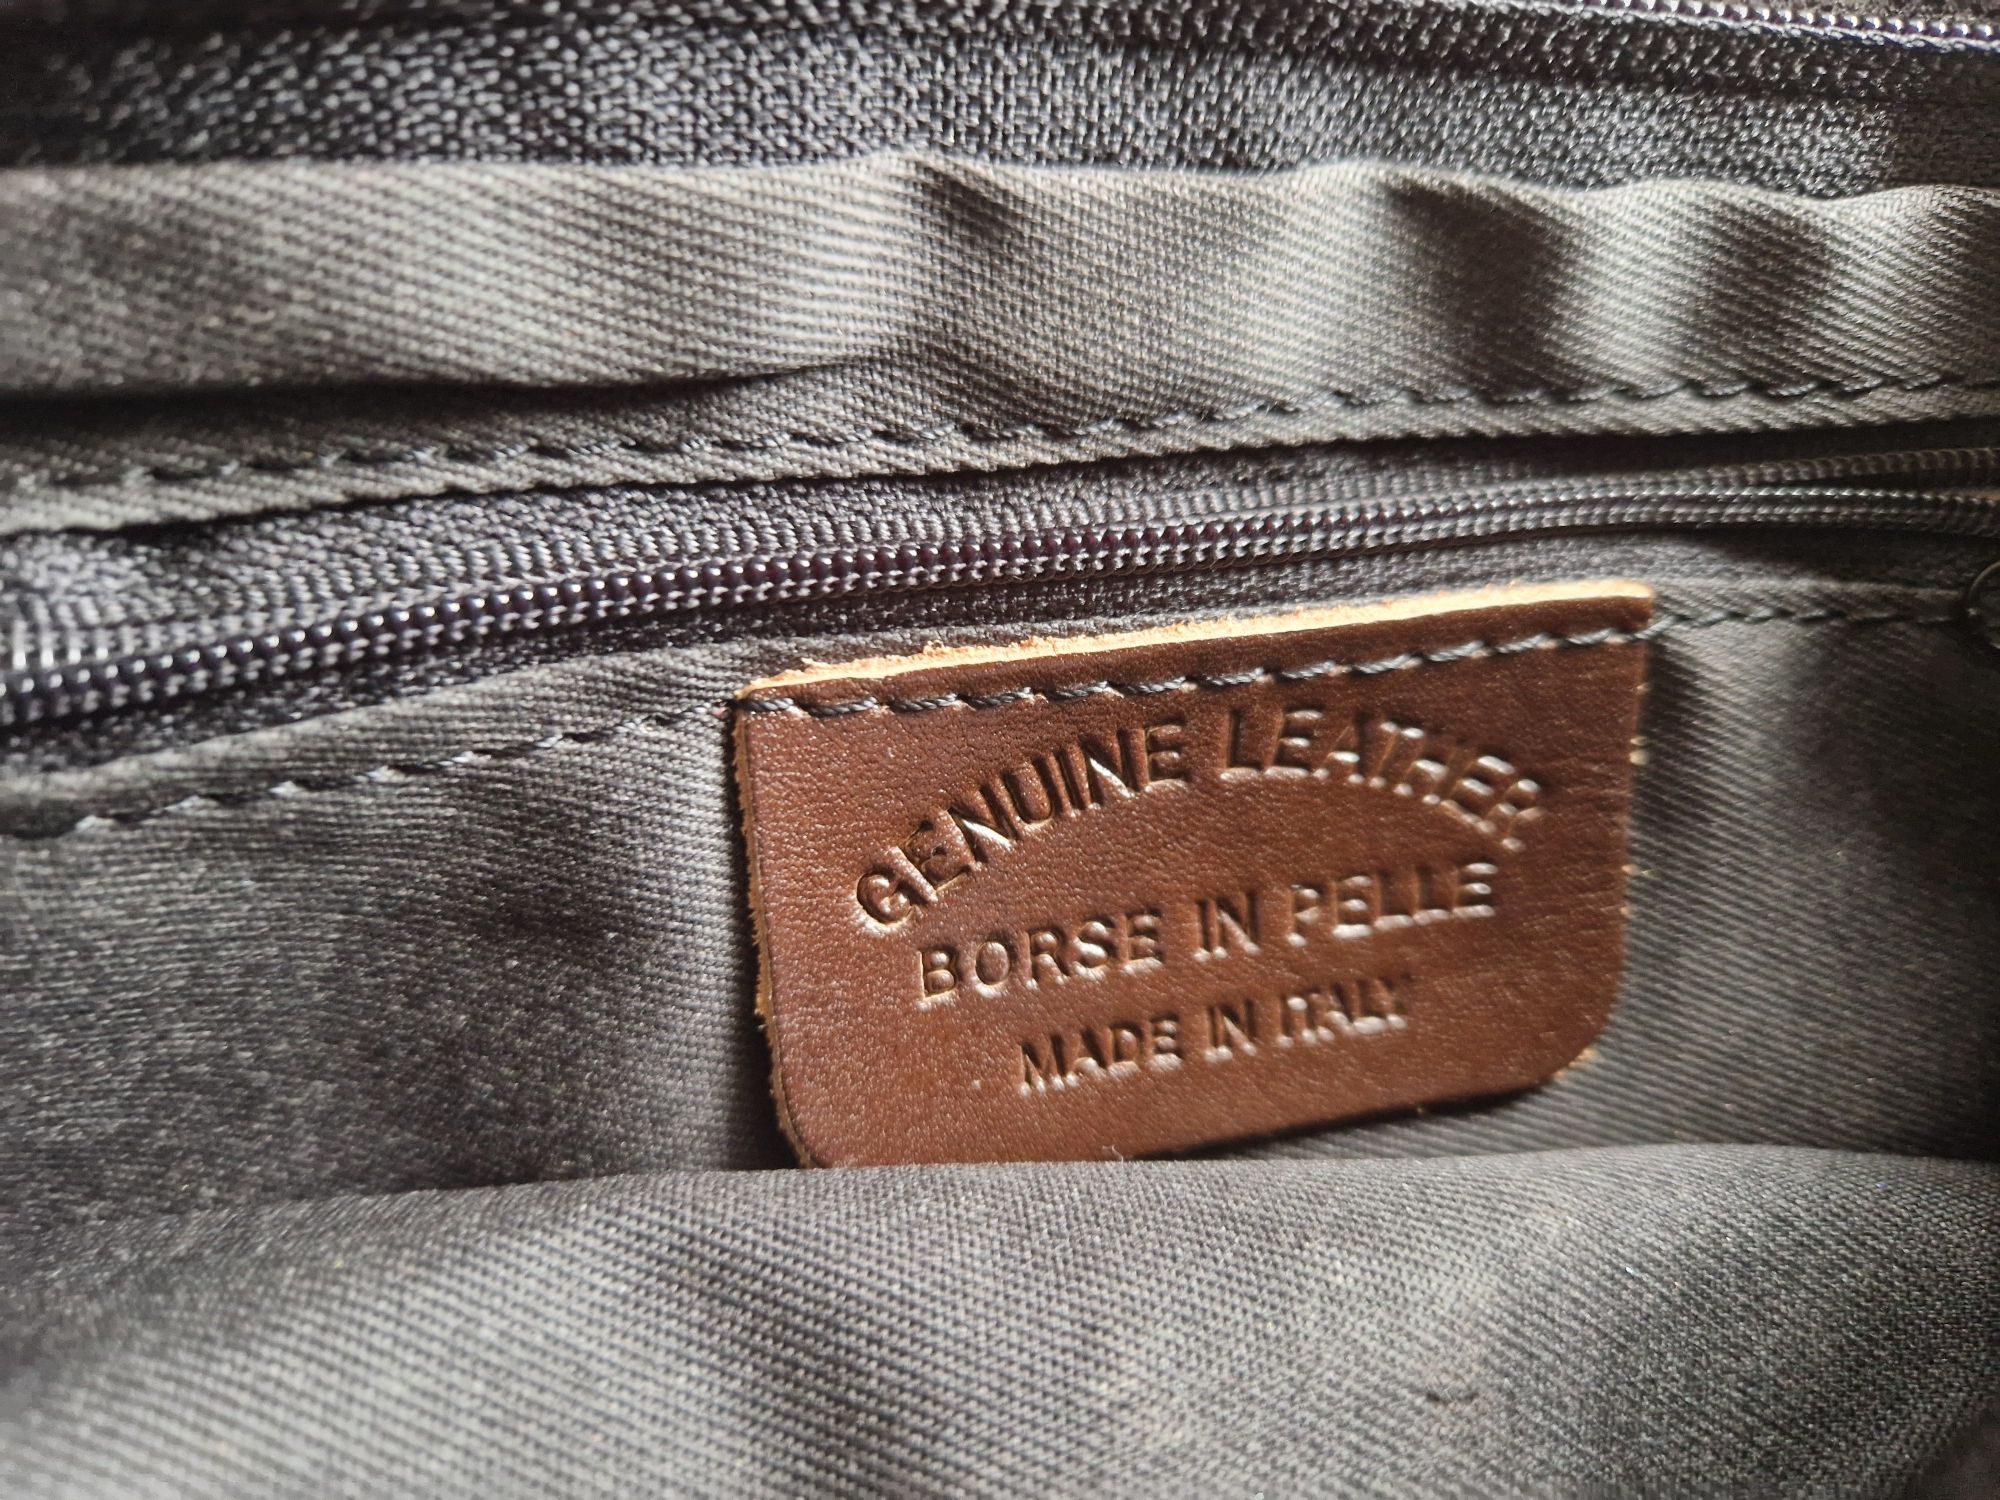 GENUINE LEATHER
BORSE IN PELLE
MADE IN ITALY